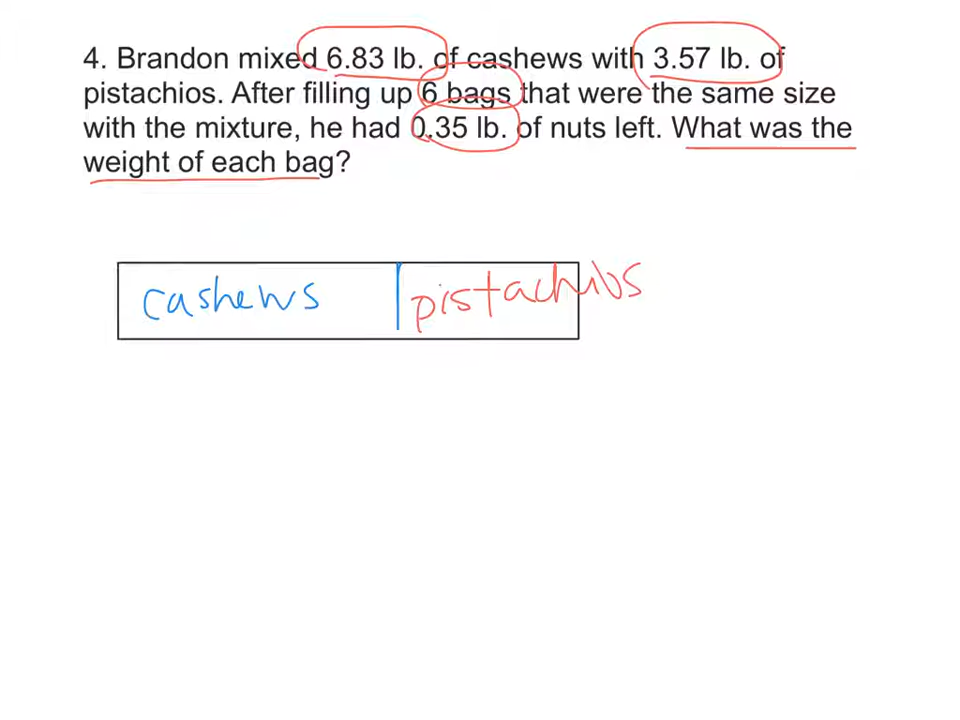 4. Brandon mixed 6.83 lb. of cashews with 3.57 lb. of
pistachios. After filling up 6 bags that were the same size
with the mixture, he had 0.35 lb. of nuts left. What was the
weight of each bag?
cashews pistachios